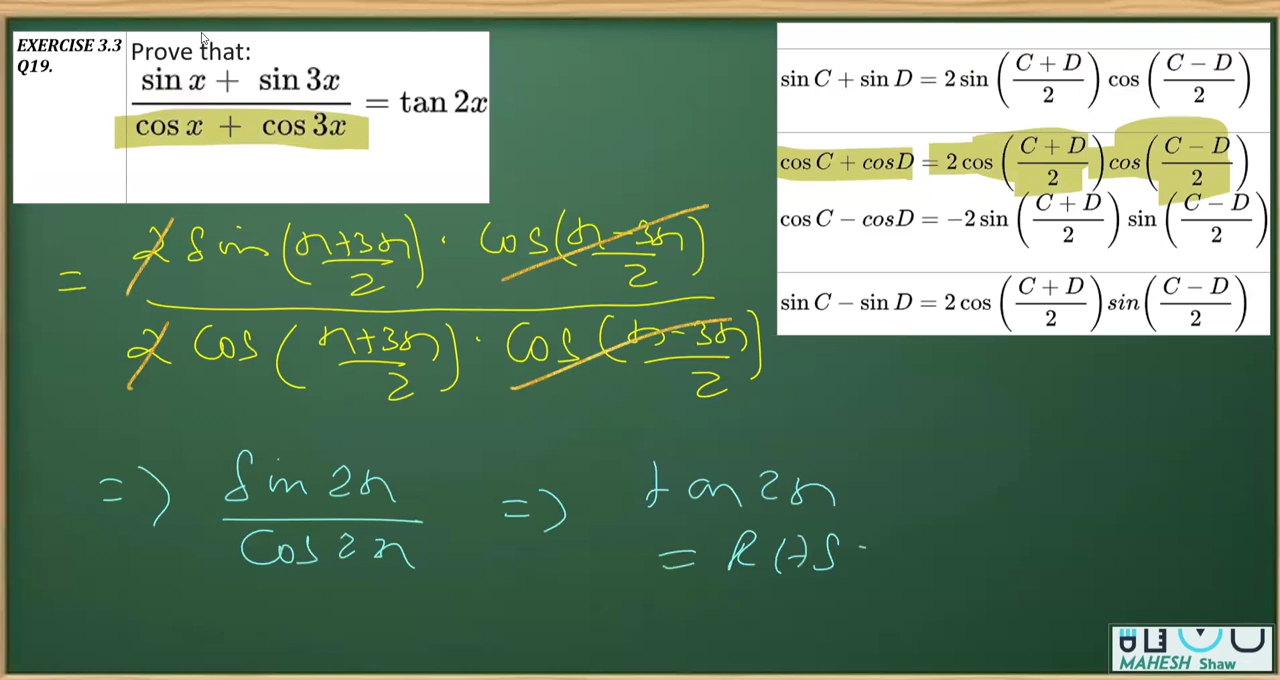 EXERCISE 3.3
Q19.
Prove that:
sin x + sin 3x / cos x + cos 3x = tan 2x
sin C + sin D = 2 sin ((C + D)/2) cos ((C − D)/2)
cos C + cosD = 2 cos ((C + D)/2) cos((C − D)/2)
cos C − cosD = −2 sin ((C + D)/2) sin ((C − D)/2)
sin C − sin D = 2 cos ((C + D)/2) sin((C − D)/2)
= 2 Sin((x+3x)/2) · cos((x−3x)/2)
2 Cos((x+3x)/2) · Cos((x−3x)/2)
=> Sin 2x / Cos 2x => tan 2x
= RHS
MAHESH Shaw